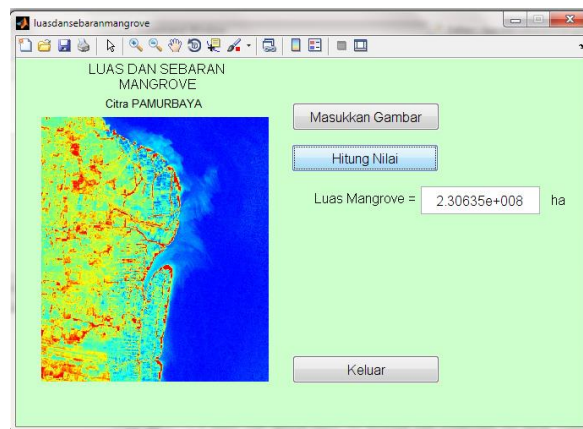 luasdansebaranmangrove
LUAS DAN SEBARAN
MANGROVE
Citra PAMURBAYA
Masukkan Gambar
Hitung Nilai
Luas Mangrove = 2.30635e+008 ha
Keluar